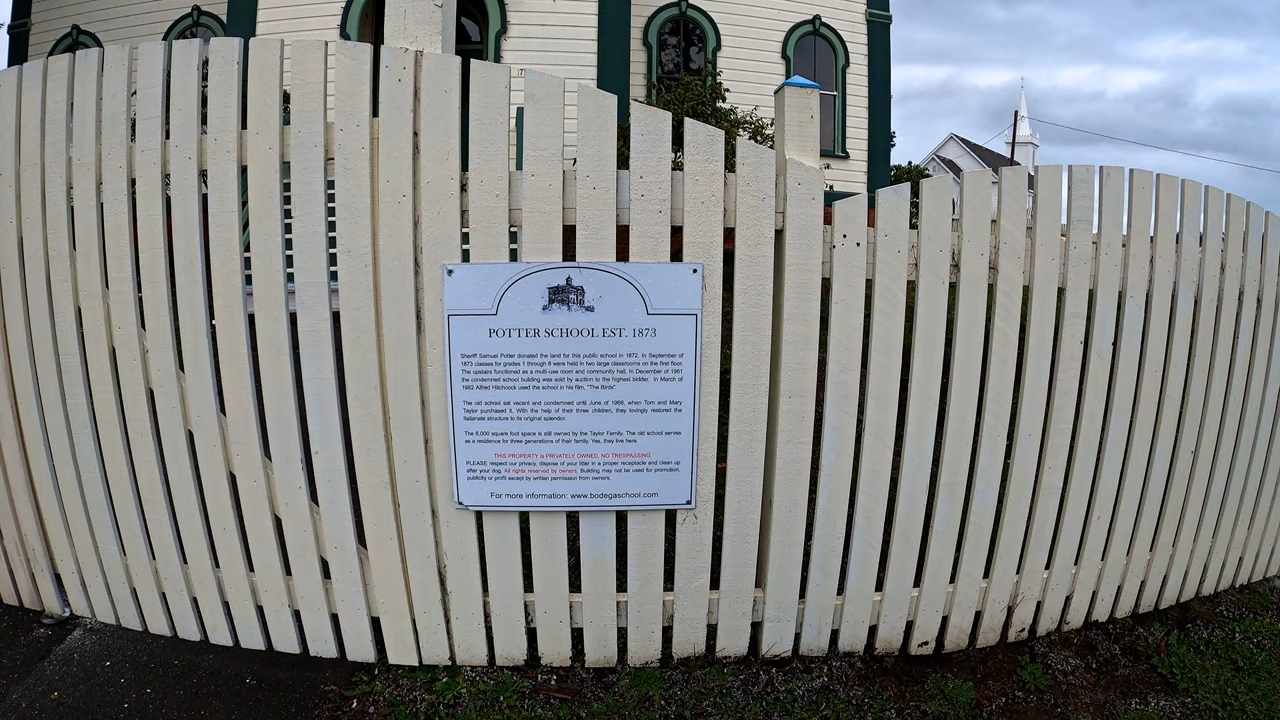 POTTER SCHOOL EST. 1873
Sheriff Samuel Potter donated the land for this public school in 1872. In September of
1873 classes for grades 1 through 8 were held in two large classrooms on the first floor.
The upstairs functioned as a multi-use room and community hall. In December of 1961
the condemned school building was sold by auction to the highest bidder. In March of
1962 Alfred Hitchcock used the school in his film, "The Birds"
The old school sat vacant and condemned until June of 1966, when Tom and Mary
Taylor purchased it. With the help of their three children, they lovingly restored the
Italianate structure to its original splendor.
The 6,000 square foot space is still owned by the Taylor Family. The old school serves
as a residence for three generations of their family. Yes, they live here.
THIS PROPERTY is PRIVATELY OWNED. NO TRESPASSING.
PLEASE respect our privacy, dispose of your litter in a proper receptacle and clean up
after your dog. All rights reserved by owners. Building may not be used for promotion,
publicity or profit except by written permission from owners.
For more information: www.bodegaschool.com